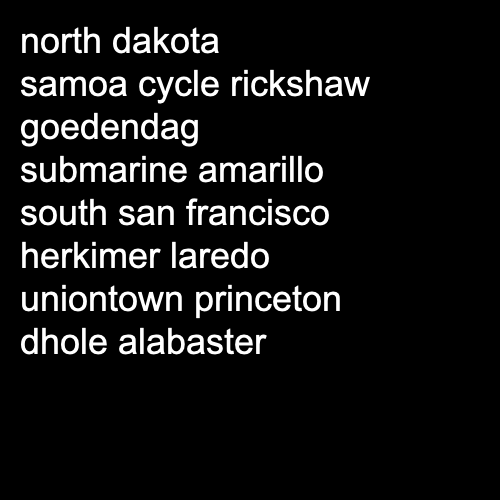 north dakota
samoa cycle rickshaw
goedendag
submarine amarillo
south san francisco
herkimer laredo
uniontown princeton
dhole alabaster